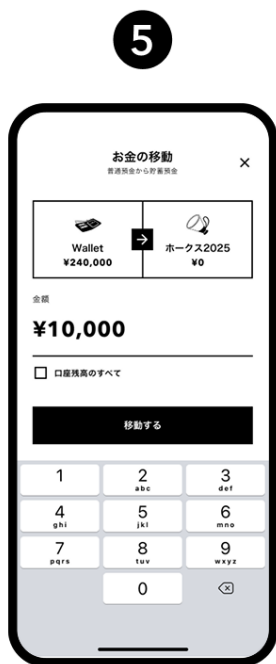 5
お金の移動
普通預金から貯蓄預金
×
Wallet
¥240,000
→
ホークス2025
¥0
金額
¥10,000
口座残高のすべて
移動する
1
2
abc
3
def
4
ghi
5
jkl
6
mno
7
pqrs
8
tuv
9
wxyz
0